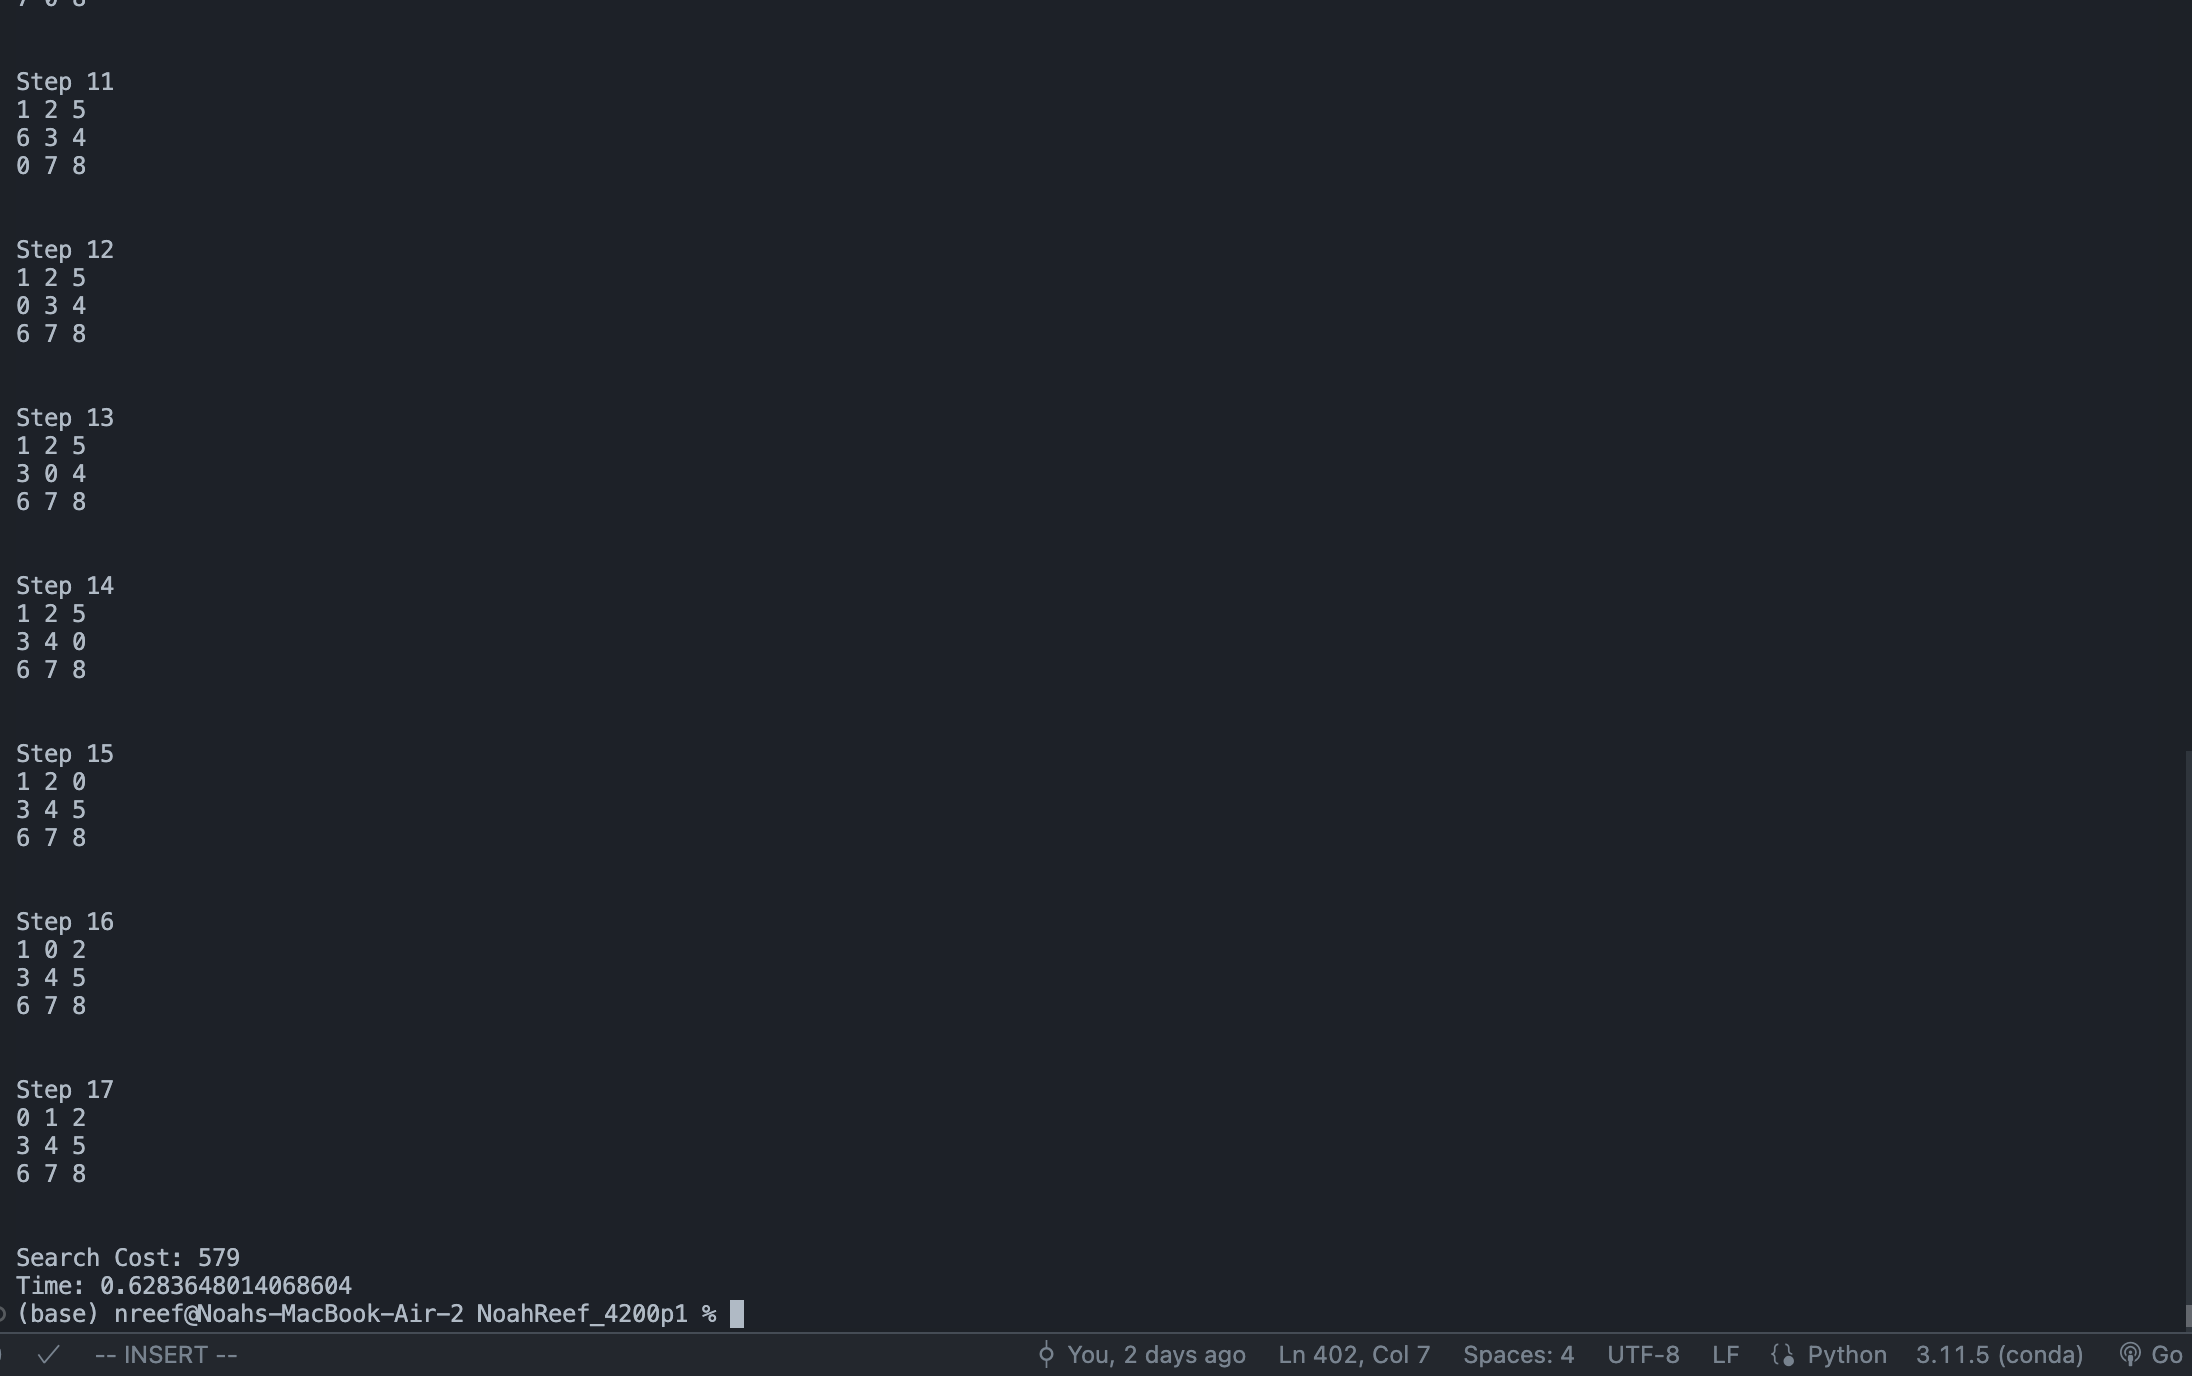 7 0 8
Step 11
1 2 5
6 3 4
0 7 8
Step 12
1 2 5
0 3 4
6 7 8
Step 13
1 2 5
3 0 4
6 7 8
Step 14
1 2 5
3 4 0
6 7 8
Step 15
1 2 0
3 4 5
6 7 8
Step 16
1 0 2
3 4 5
6 7 8
Step 17
0 1 2
3 4 5
6 7 8
Search Cost: 579
Time: 0.6283648014068604
(base) nreef@Noahs-MacBook-Air-2 NoahReef_4200p1 %
-- INSERT -- You, 2 days ago Ln 402, Col 7 Spaces: 4 UTF-8 LF Python 3.11.5 (conda) Go